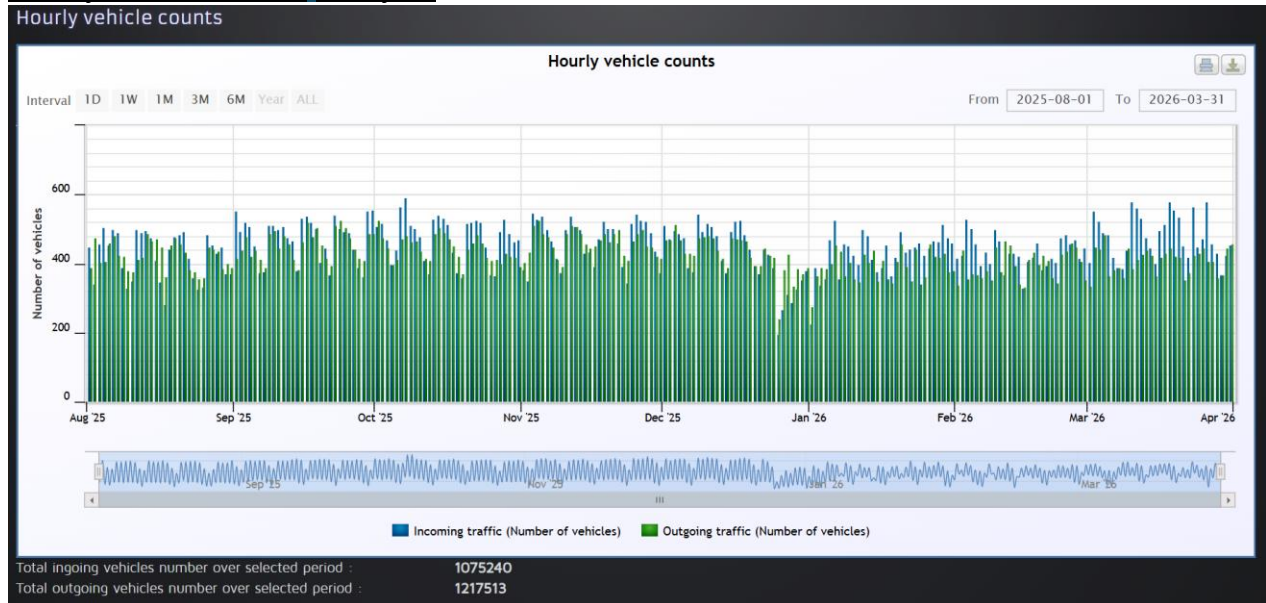 Hourly vehicle counts
Hourly vehicle counts
Interval 1D 1W 1M 3M 6M Year ALL From 2025-08-01 To 2026-03-31
Number of vehicles
600
400
200
0
Aug '25 Sep '25 Oct '25 Nov '25 Dec '25 Jan '26 Feb '26 Mar '26 Apr '26
Sep '25 Nov '25 Jan '26 Mar '26
Incoming traffic (Number of vehicles) Outgoing traffic (Number of vehicles)
Total ingoing vehicles number over selected period : 1075240
Total outgoing vehicles number over selected period : 1217513